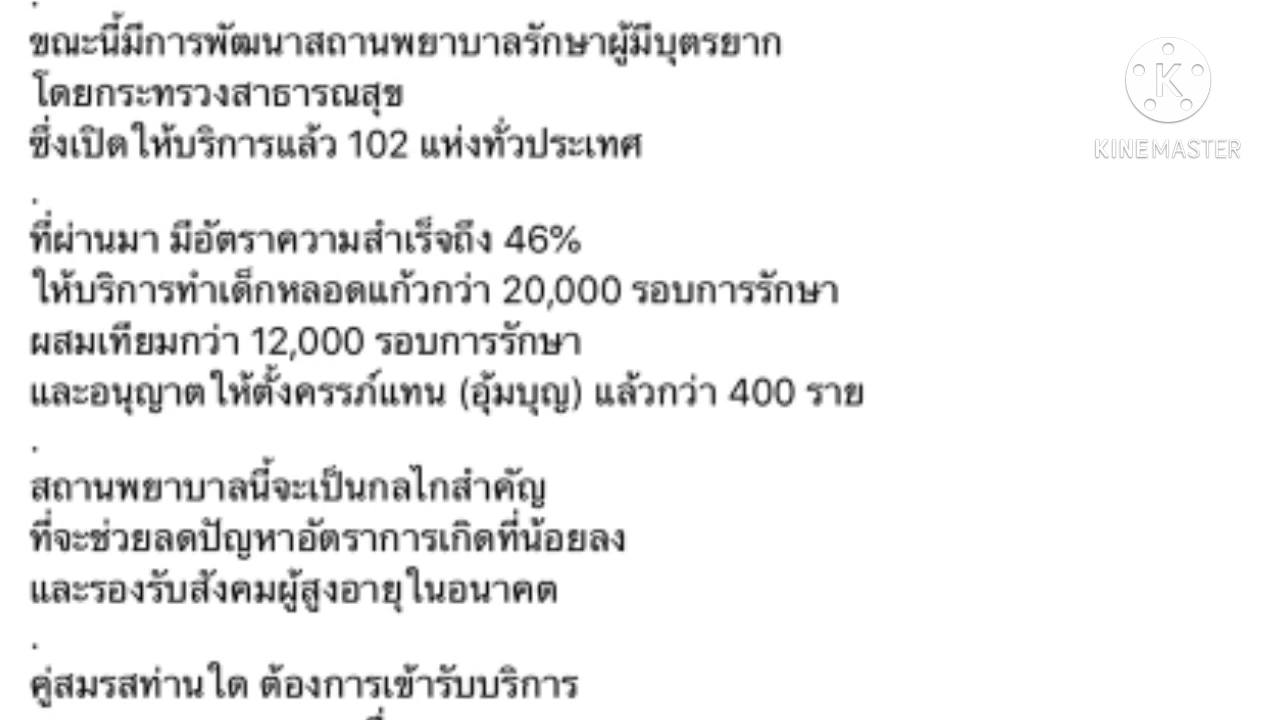 .
ขณะนี้มีการพัฒนาสถานพยาบาลรักษาผู้มีบุตรยาก
โดยกระทรวงสาธารณสุข
ซึ่งเปิดให้บริการแล้ว 102 แห่งทั่วประเทศ
.
ที่ผ่านมา มีอัตราความสำเร็จถึง 46%
ให้บริการทำเด็กหลอดแก้วกว่า 20,000 รอบการรักษา
ผสมเทียมกว่า 12,000 รอบการรักษา
และอนุญาตให้ตั้งครรภ์แทน (อุ้มบุญ) แล้วกว่า 400 ราย
.
สถานพยาบาลนี้จะเป็นกลไกสำคัญ
ที่จะช่วยลดปัญหาอัตราการเกิดที่น้อยลง
และรองรับสังคมผู้สูงอายุในอนาคต
.
คู่สมรสท่านใด ต้องการเข้ารับบริการ
K
KINEMASTER